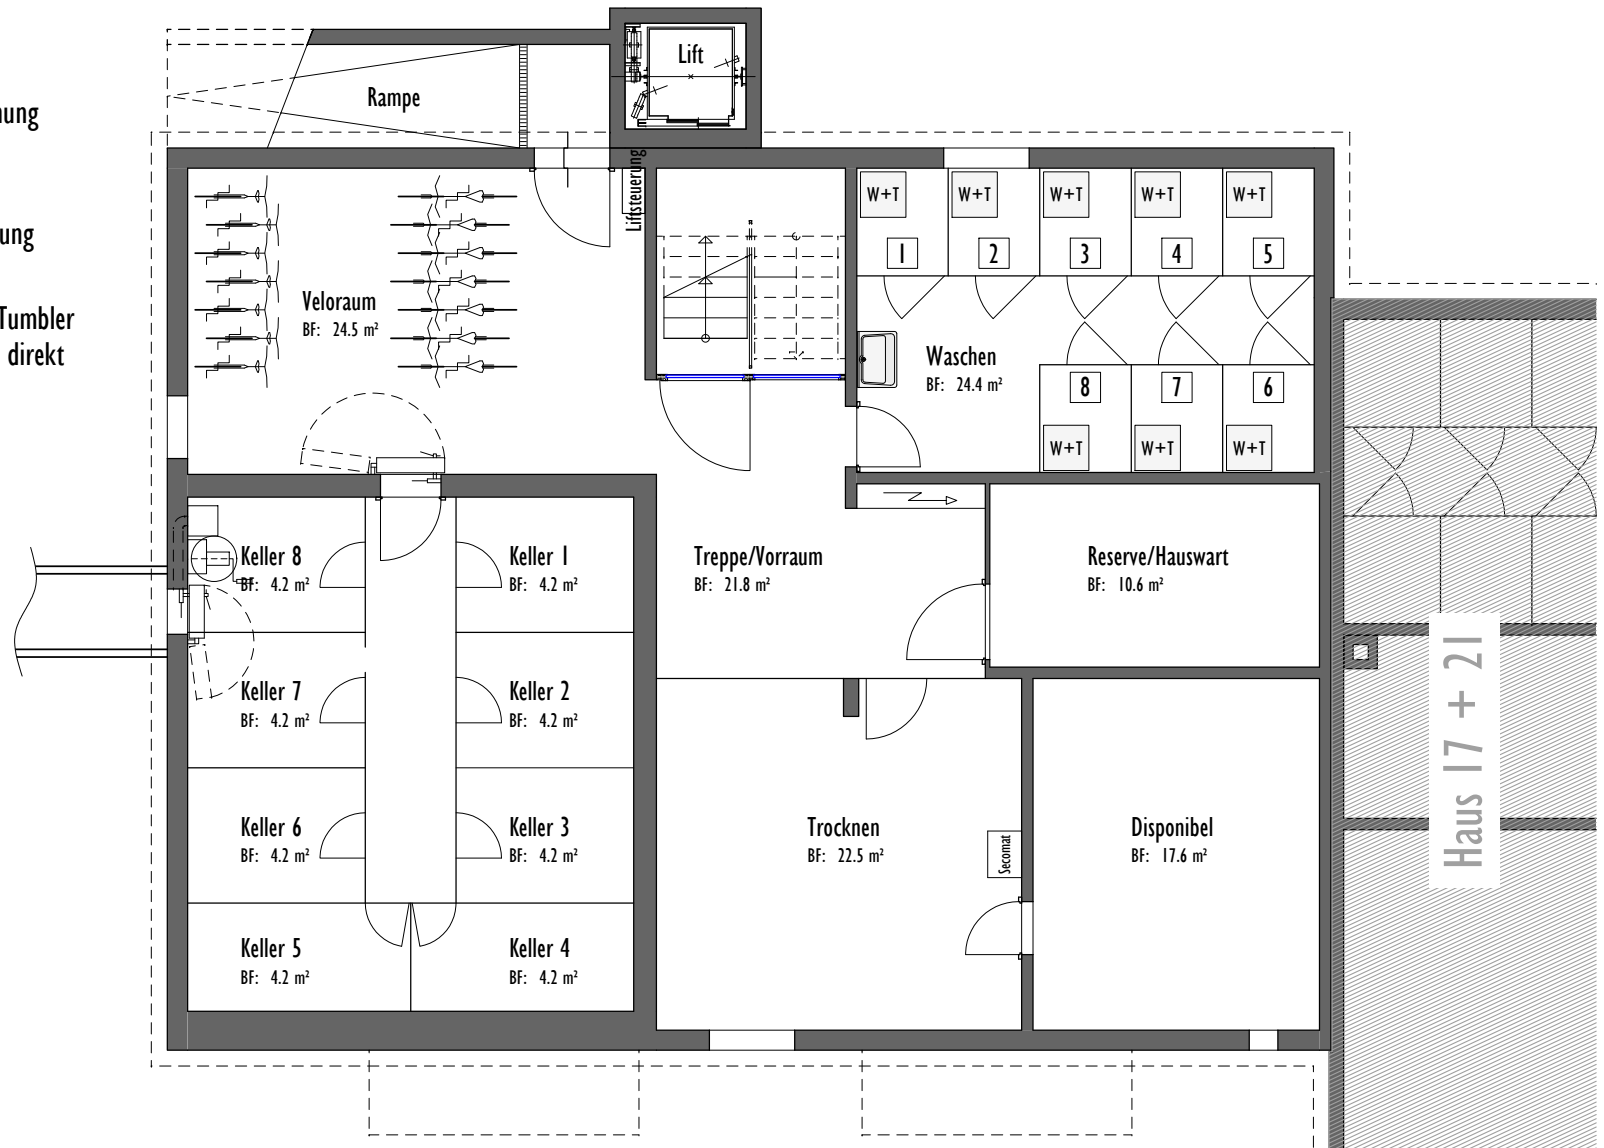 Lift
Rampe
nung
Liftsteuerung
W+T
W+T
W+T
W+T
W+T
1
2
3
4
5
ung
Veloraum
BF: 24.5 m²
Tumbler
direkt
Waschen
BF: 24.4 m²
8
7
6
W+T
W+T
W+T
Keller 8
BF: 4.2 m²
Keller 1
BF: 4.2 m²
Treppe/Vorraum
BF: 21.8 m²
Reserve/Hauswart
BF: 10.6 m²
Keller 7
BF: 4.2 m²
Keller 2
BF: 4.2 m²
Haus 17 + 21
Keller 6
BF: 4.2 m²
Keller 3
BF: 4.2 m²
Trocknen
BF: 22.5 m²
Secomat
Disponibel
BF: 17.6 m²
Keller 5
BF: 4.2 m²
Keller 4
BF: 4.2 m²